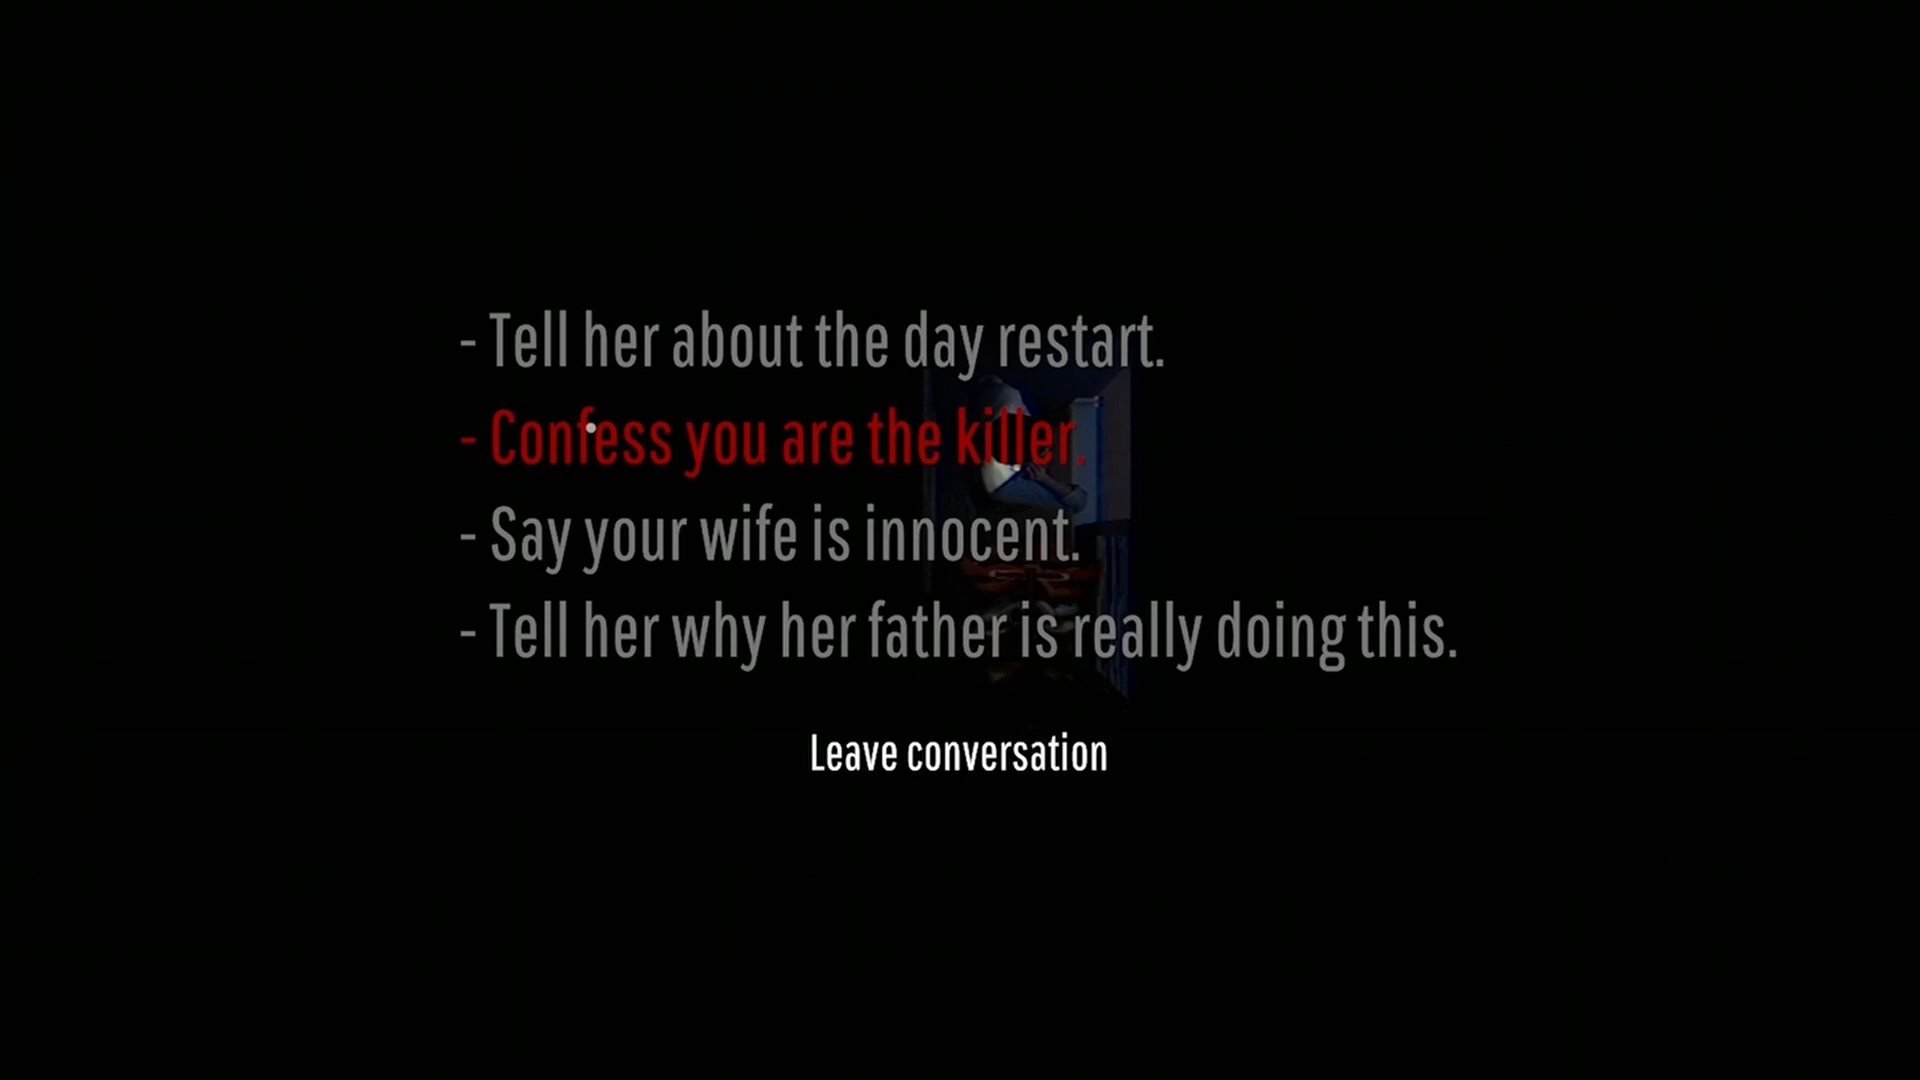 - Tell her about the day restart.
- Confess you are the killer.
- Say your wife is innocent.
- Tell her why her father is really doing this.
Leave conversation